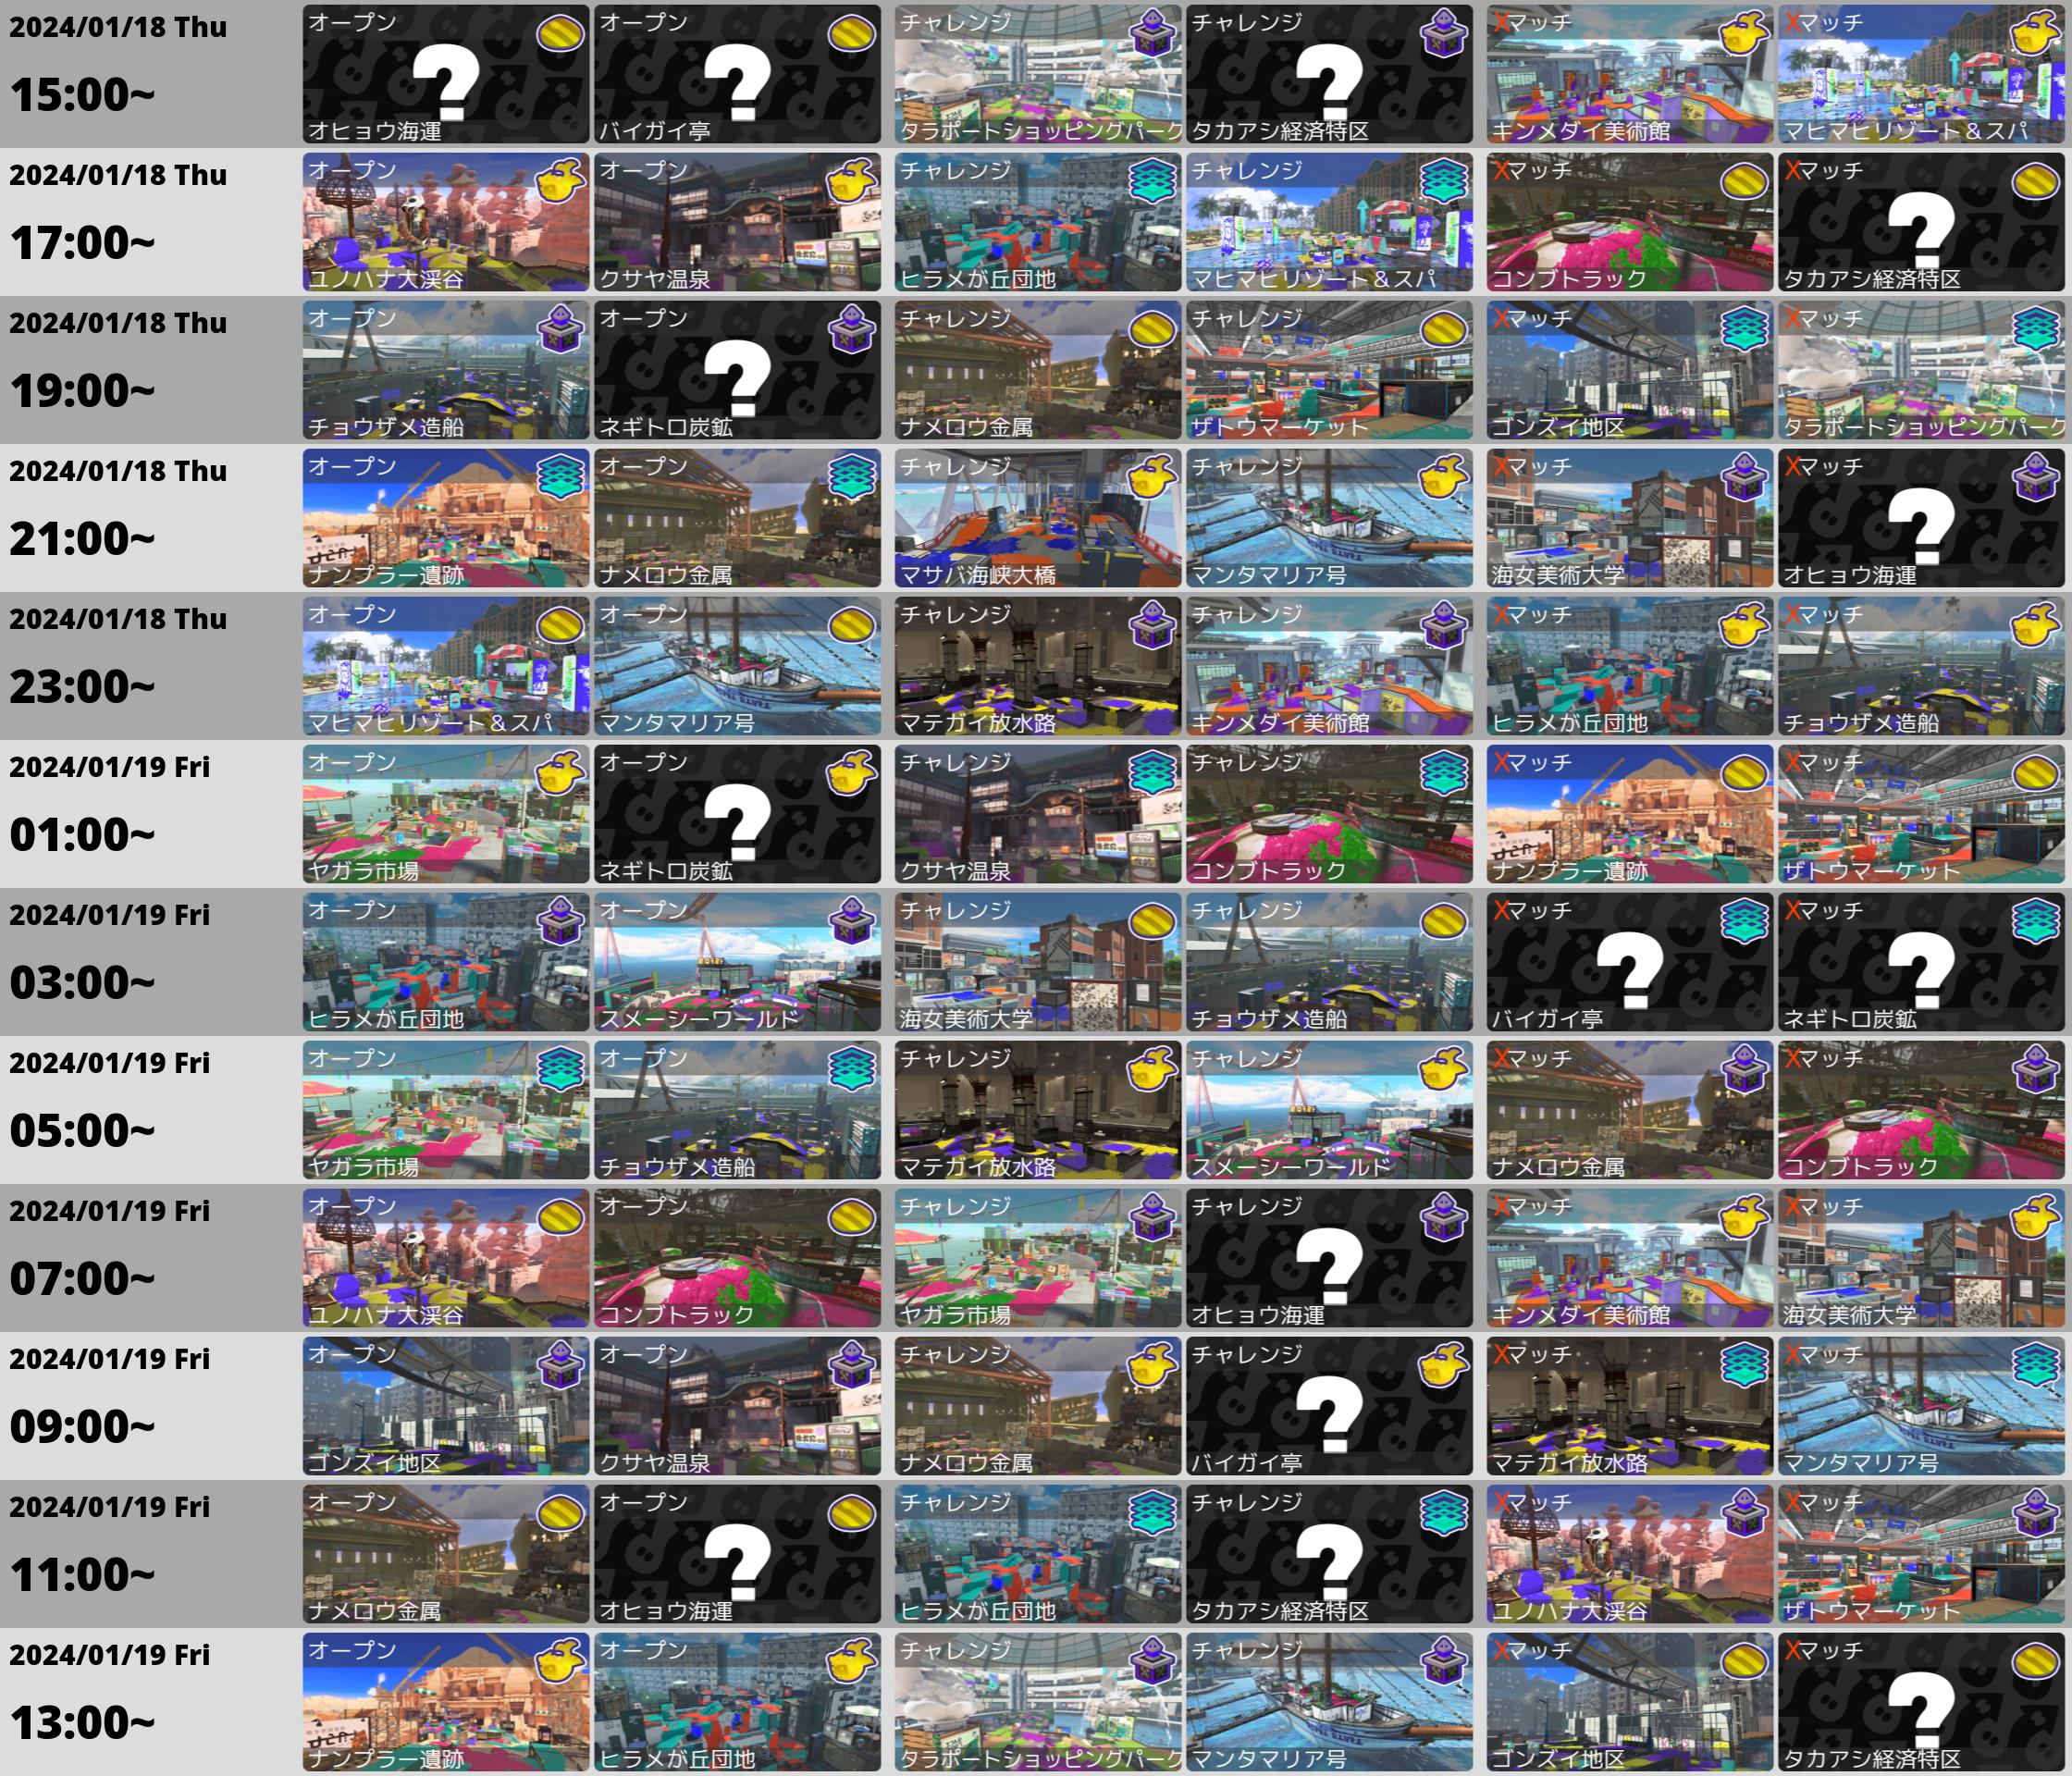 2024/01/18 Thu
15:00~
オープン オープン チャレンジ チャレンジ Xマッチ Xマッチ
オヒョウ海運 バイガイ亭 タラポートショッピングパーク タカアシ経済特区 キンメダイ美術館 マヒマヒリゾート＆スパ
2024/01/18 Thu
17:00~
オープン オープン チャレンジ チャレンジ Xマッチ Xマッチ
ユノハナ大渓谷 クサヤ温泉 ヒラメが丘団地 マヒマヒリゾート＆スパ コンブトラック タカアシ経済特区
2024/01/18 Thu
19:00~
オープン オープン チャレンジ チャレンジ Xマッチ Xマッチ
チョウザメ造船 ネギトロ炭鉱 ナメロウ金属 ザトウマーケット ゴンズイ地区 タラポートショッピングパーク
2024/01/18 Thu
21:00~
オープン オープン チャレンジ チャレンジ Xマッチ Xマッチ
ナンプラー遺跡 ナメロウ金属 マサバ海峡大橋 マンタマリア号 海女美術大学 オヒョウ海運
2024/01/18 Thu
23:00~
オープン オープン チャレンジ チャレンジ Xマッチ Xマッチ
マヒマヒリゾート＆スパ マンタマリア号 マテガイ放水路 キンメダイ美術館 ヒラメが丘団地 チョウザメ造船
2024/01/19 Fri
01:00~
オープン オープン チャレンジ チャレンジ Xマッチ Xマッチ
ヤガラ市場 ネギトロ炭鉱 クサヤ温泉 コンブトラック ナンプラー遺跡 ザトウマーケット
2024/01/19 Fri
03:00~
オープン オープン チャレンジ チャレンジ Xマッチ Xマッチ
ヒラメが丘団地 スメーシーワールド 海女美術大学 チョウザメ造船 バイガイ亭 ネギトロ炭鉱
2024/01/19 Fri
05:00~
オープン オープン チャレンジ チャレンジ Xマッチ Xマッチ
ヤガラ市場 チョウザメ造船 マテガイ放水路 スメーシーワールド ナメロウ金属 コンブトラック
2024/01/19 Fri
07:00~
オープン オープン チャレンジ チャレンジ Xマッチ Xマッチ
ユノハナ大渓谷 コンブトラック ヤガラ市場 オヒョウ海運 キンメダイ美術館 海女美術大学
2024/01/19 Fri
09:00~
オープン オープン チャレンジ チャレンジ Xマッチ Xマッチ
ゴンズイ地区 クサヤ温泉 ナメロウ金属 バイガイ亭 マテガイ放水路 マンタマリア号
2024/01/19 Fri
11:00~
オープン オープン チャレンジ チャレンジ Xマッチ Xマッチ
ナメロウ金属 オヒョウ海運 ヒラメが丘団地 タカアシ経済特区 ユノハナ大渓谷 ザトウマーケット
2024/01/19 Fri
13:00~
オープン オープン チャレンジ チャレンジ Xマッチ Xマッチ
ナンプラー遺跡 ヒラメが丘団地 タラポートショッピングパーク マンタマリア号 ゴンズイ地区 タカアシ経済特区